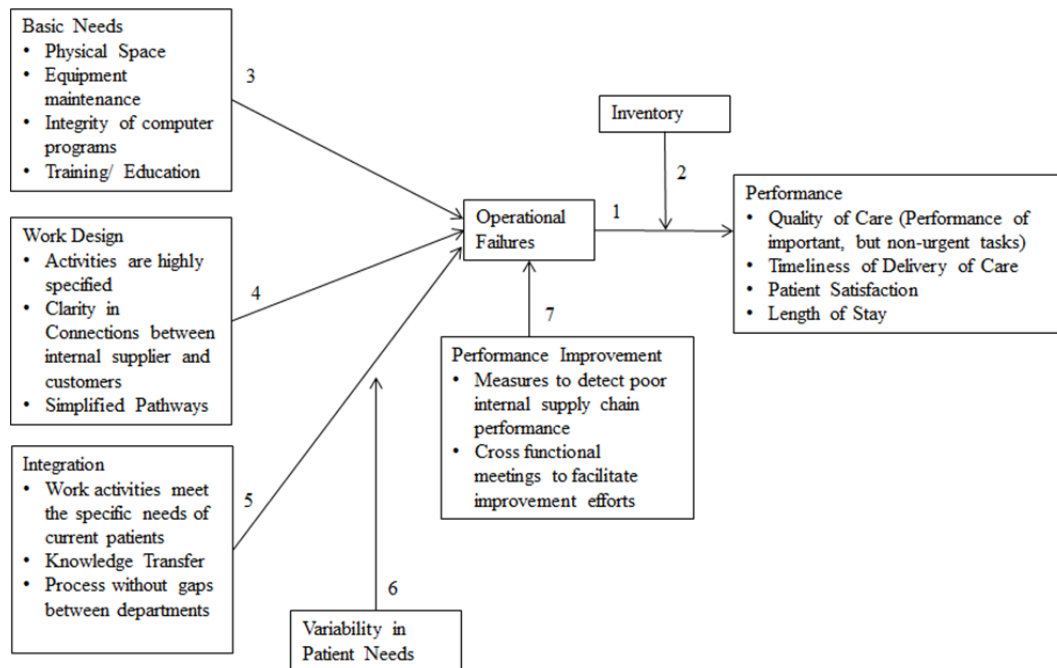 Basic Needs
• Physical Space
• Equipment
maintenance
• Integrity of computer
programs
• Training/ Education
3
Inventory
2
Operational
Failures
1
Performance
• Quality of Care (Performance of
important, but non-urgent tasks)
• Timeliness of Delivery of Care
• Patient Satisfaction
• Length of Stay
Work Design
• Activities are highly
specified
• Clarity in
Connections between
internal supplier and
customers
• Simplified Pathways
4
7
Performance Improvement
• Measures to detect poor
internal supply chain
performance
• Cross functional
meetings to facilitate
improvement efforts
Integration
• Work activities meet
the specific needs of
current patients
• Knowledge Transfer
• Process without gaps
between departments
5
6
Variability in
Patient Needs